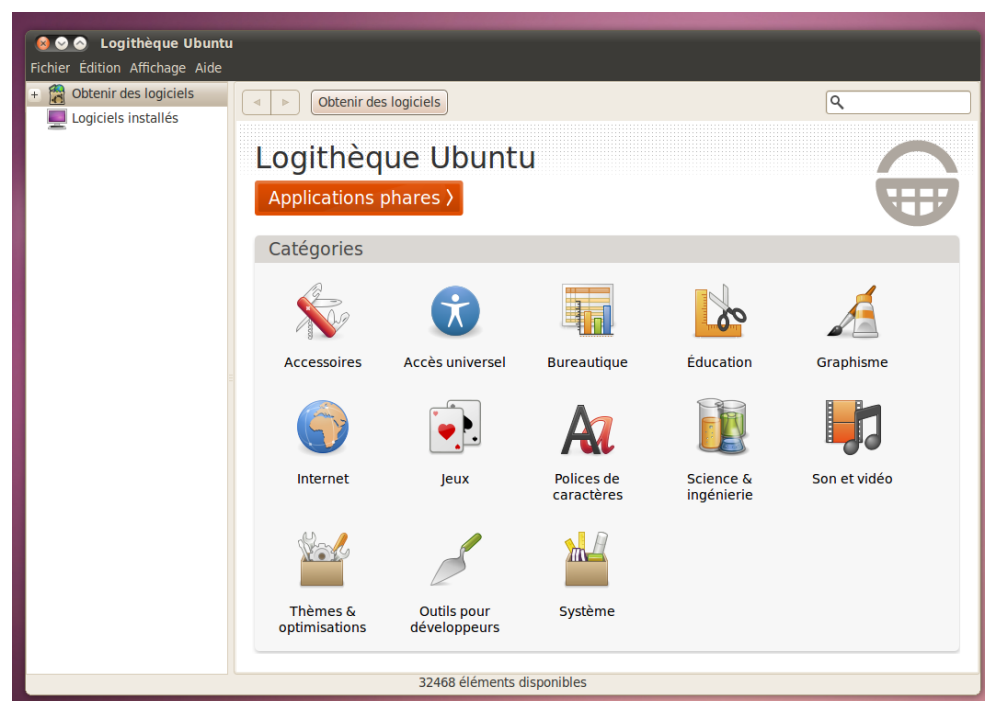 Logithèque Ubuntu
Fichier Édition Affichage Aide
Obtenir des logiciels
Logiciels installés
Obtenir des logiciels
Logithèque Ubuntu
Applications phares 〉
Catégories
Accessoires
Accès universel
Bureautique
Éducation
Graphisme
Internet
Jeux
Polices de
caractères
Science &
ingénierie
Son et vidéo
Thèmes &
optimisations
Outils pour
développeurs
Système
32468 éléments disponibles